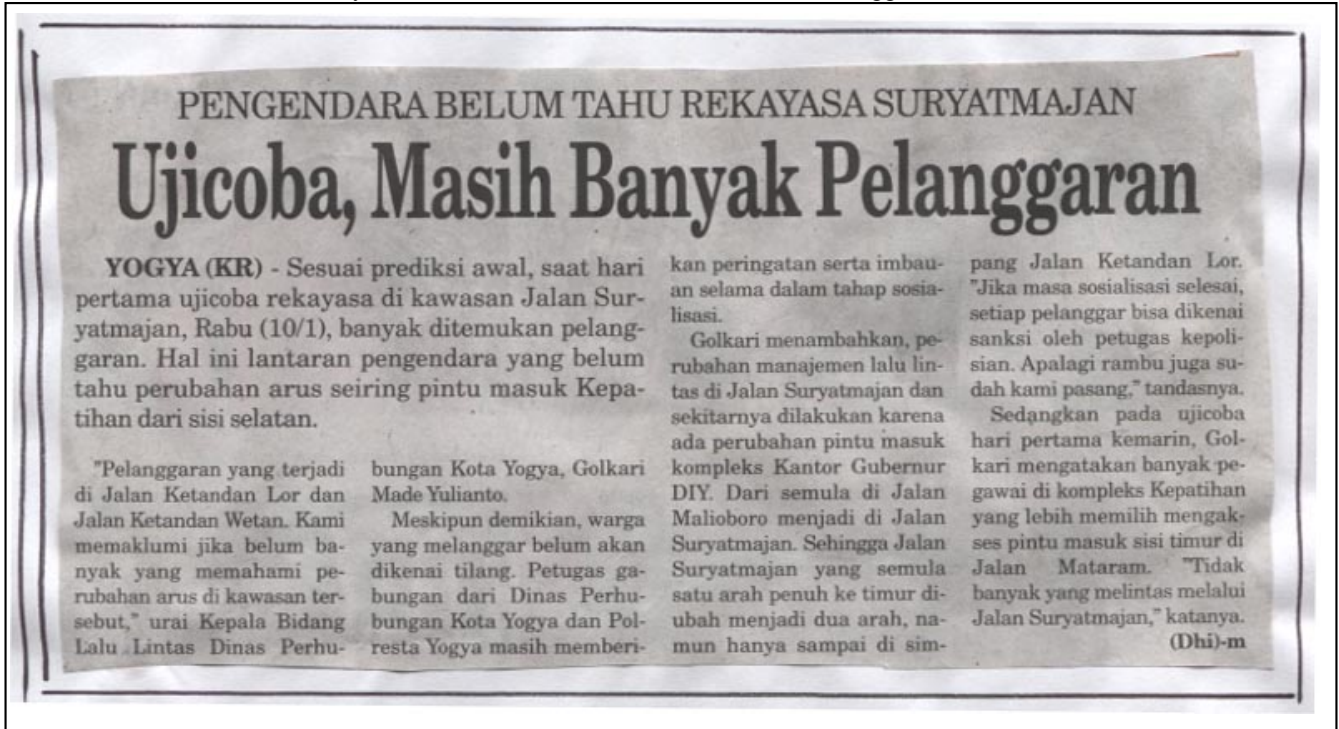 PENGENDARA BELUM TAHU REKAYASA SURYATMAJAN
Ujicoba, Masih Banyak Pelanggaran
YOGYA (KR) - Sesuai prediksi awal, saat hari
pertama ujicoba rekayasa di kawasan Jalan Sur-
yatmajan, Rabu (10/1), banyak ditemukan pelang-
garan. Hal ini lantaran pengendara yang belum
tahu perubahan arus seiring pintu masuk Kepa-
tihan dari sisi selatan.
"Pelanggaran yang terjadi
di Jalan Ketandan Lor dan
Jalan Ketandan Wetan. Kami
memaklumi jika belum ba-
nyak yang memahami pe-
rubahan arus di kawasan ter-
sebut," urai Kepala Bidang
Lalu Lintas Dinas Perhu-
bungan Kota Yogya, Golkari
Made Yulianto.
Meskipun demikian, warga
yang melanggar belum akan
dikenai tilang. Petugas ga-
bungan dari Dinas Perhu-
bungan Kota Yogya dan Pol-
resta Yogya masih memberi-
kan peringatan serta imbau-
an selama dalam tahap sosia-
lisasi.
Golkari menambahkan, pe-
rubahan manajemen lalu lin-
tas di Jalan Suryatmajan dan
sekitarnya dilakukan karena
ada perubahan pintu masuk
kompleks Kantor Gubernur
DIY. Dari semula di Jalan
Malioboro menjadi di Jalan
Suryatmajan. Sehingga Jalan
Suryatmajan yang semula
satu arah penuh ke timur di-
ubah menjadi dua arah, na-
mun hanya sampai di sim-
pang Jalan Ketandan Lor.
"Jika masa sosialisasi selesai,
setiap pelanggar bisa dikenai
sanksi oleh petugas kepoli-
sian. Apalagi rambu juga su-
dah kami pasang," tandasnya.
Sedangkan pada ujicoba
hari pertama kemarin, Gol-
kari mengatakan banyak pe-
gawai di kompleks Kepatihan
yang lebih memilih mengak-
ses pintu masuk sisi timur di
Jalan Mataram. "Tidak
banyak yang melintas melalui
Jalan Suryatmajan," katanya.
(Dhi)-m